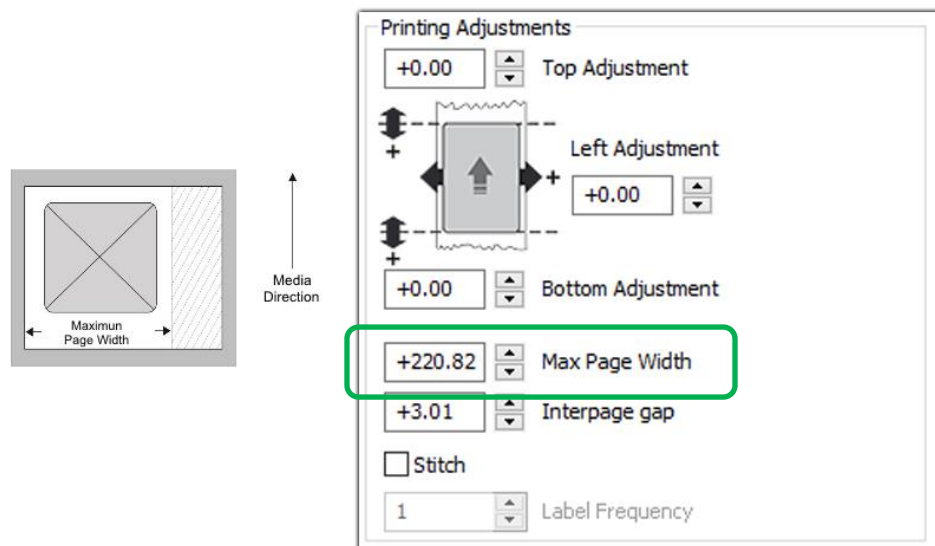 Maximun
Page Width
Media
Direction
Printing Adjustments
+0.00 Top Adjustment
+
Left Adjustment
+
+0.00
+
+0.00 Bottom Adjustment
+220.82 Max Page Width
+3.01 Interpage gap
Stitch
1 Label Frequency